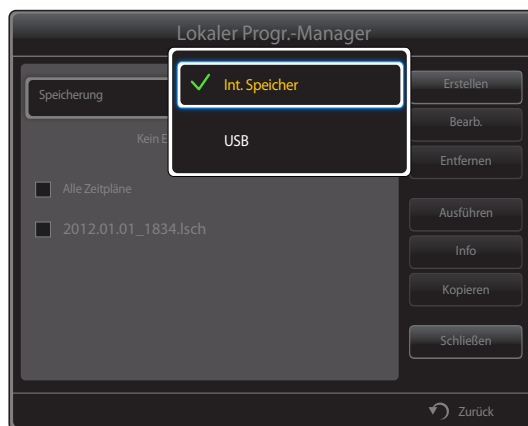 Lokaler Progr.-Manager
Speicherung
Int. Speicher
USB
Kein E
Alle Zeitpläne
2012.01.01_1834.lsch
Erstellen
Bearb.
Entfernen
Ausführen
Info
Kopieren
Schließen
Zurück